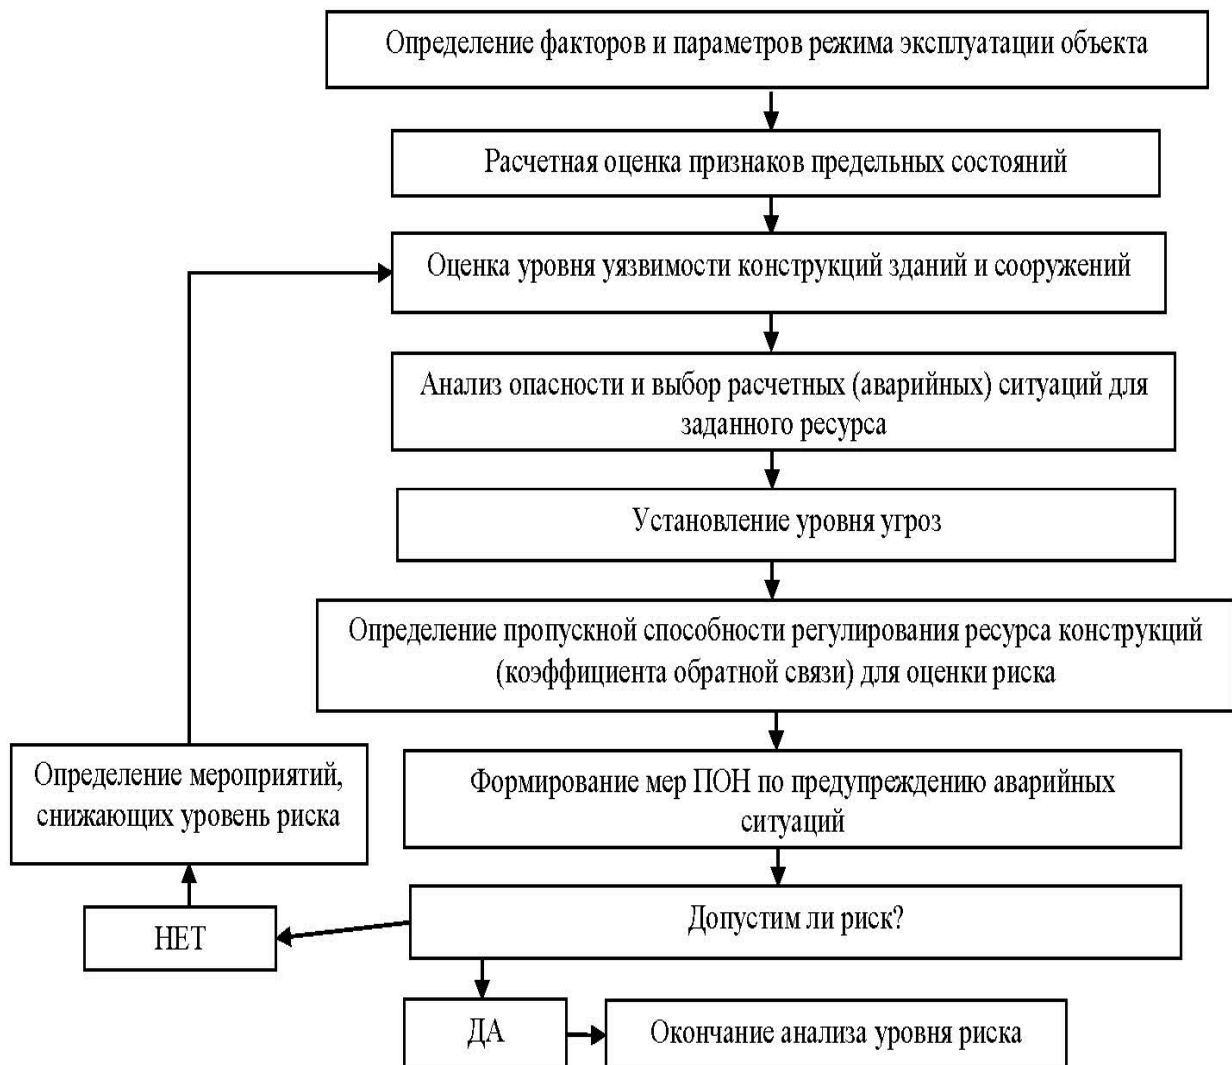 Определение факторов и параметров режима эксплуатации объекта
Расчетная оценка признаков предельных состояний
Оценка уровня уязвимости конструкций зданий и сооружений
Анализ опасности и выбор расчетных (аварийных) ситуаций для
заданного ресурса
Установление уровня угроз
Определение пропускной способности регулирования ресурса конструкций
(коэффициента обратной связи) для оценки риска
Определение мероприятий,
снижающих уровень риска
Формирование мер ПОН по предупреждению аварийных
ситуаций
Допустим ли риск?
НЕТ
ДА
Окончание анализа уровня риска